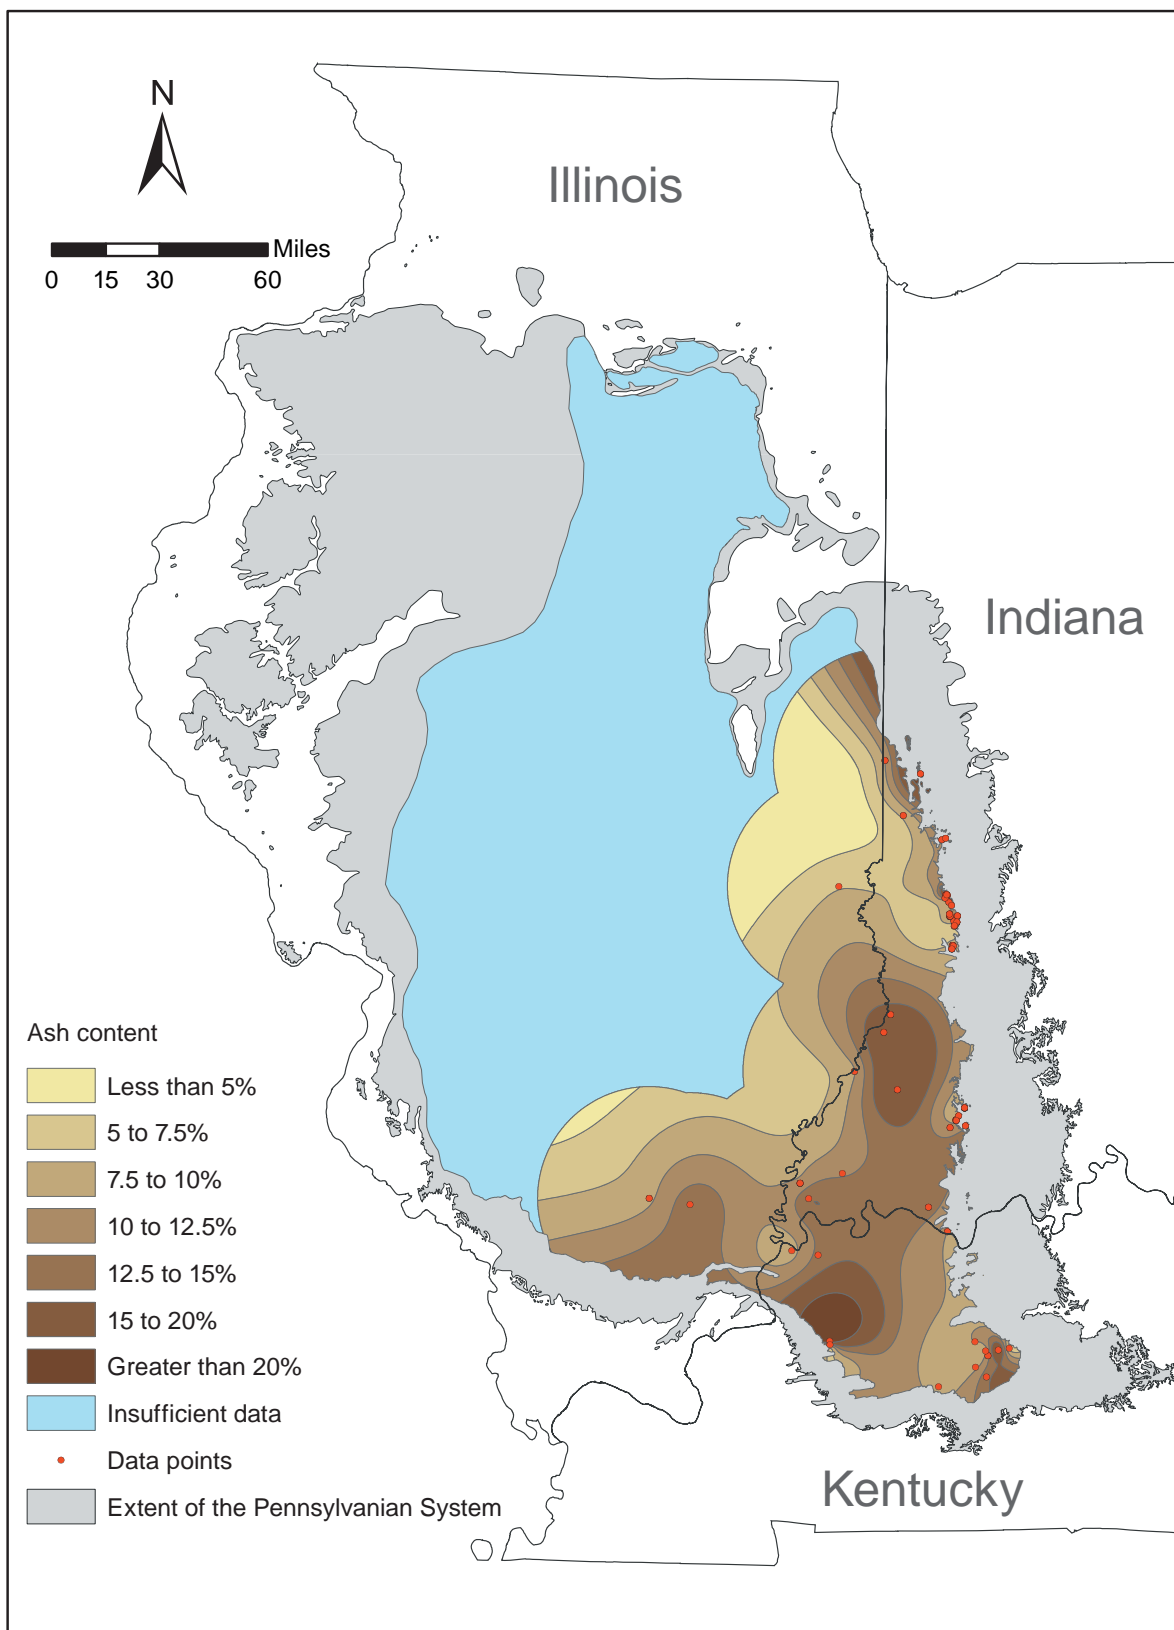 N
Illinois
Miles
0 15 30 60
Indiana
Ash content
Less than 5%
5 to 7.5%
7.5 to 10%
10 to 12.5%
12.5 to 15%
15 to 20%
Greater than 20%
Insufficient data
Data points
Extent of the Pennsylvanian System
Kentucky